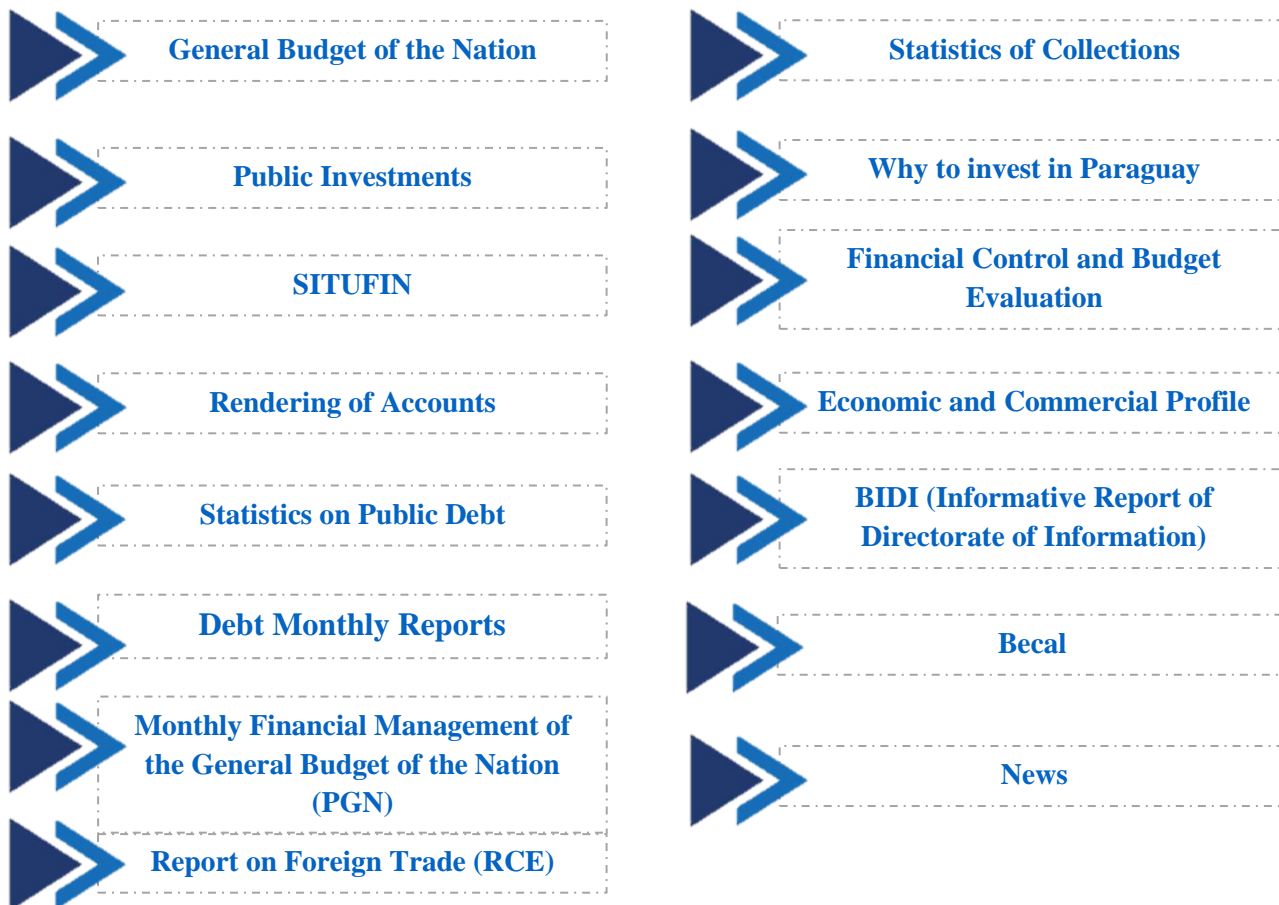 General Budget of the Nation
Public Investments
SITUFIN
Rendering of Accounts
Statistics on Public Debt
Debt Monthly Reports
Monthly Financial Management of
the General Budget of the Nation
(PGN)
Report on Foreign Trade (RCE)
Statistics of Collections
Why to invest in Paraguay
Financial Control and Budget
Evaluation
Economic and Commercial Profile
BIDI (Informative Report of
Directorate of Information)
Becal
News